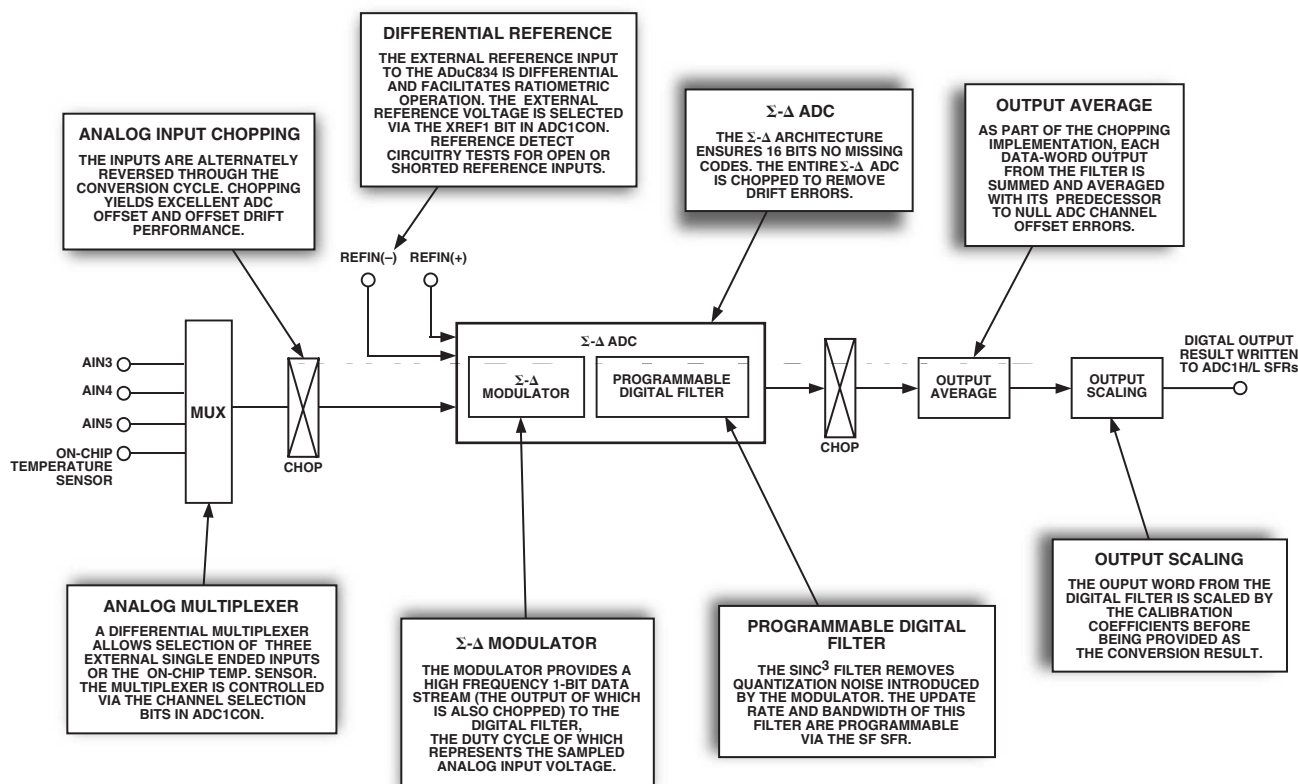 DIFFERENTIAL REFERENCE
THE EXTERNAL REFERENCE INPUT
TO THE ADuC834 IS DIFFERENTIAL
AND FACILITATES RATIOMETRIC
OPERATION. THE EXTERNAL
REFERENCE VOLTAGE IS SELECTED
VIA THE XREF1 BIT IN ADC1CON.
REFERENCE DETECT
CIRCUITRY TESTS FOR OPEN OR
SHORTED REFERENCE INPUTS.
ANALOG INPUT CHOPPING
THE INPUTS ARE ALTERNATELY
REVERSED THROUGH THE
CONVERSION CYCLE. CHOPPING
YIELDS EXCELLENT ADC
OFFSET AND OFFSET DRIFT
PERFORMANCE.
Σ-Δ ADC
THE Σ-Δ ARCHITECTURE
ENSURES 16 BITS NO MISSING
CODES. THE ENTIRE Σ-Δ ADC
IS CHOPPED TO REMOVE
DRIFT ERRORS.
OUTPUT AVERAGE
AS PART OF THE CHOPPING
IMPLEMENTATION, EACH
DATA-WORD OUTPUT
FROM THE FILTER IS
SUMMED AND AVERAGED
WITH ITS PREDECESSOR
TO NULL ADC CHANNEL
OFFSET ERRORS.
REFIN(–) REFIN(+)
AIN3
AIN4
AIN5
ON-CHIP
TEMPERATURE
SENSOR
MUX
CHOP
Σ-Δ ADC
Σ-Δ
MODULATOR
PROGRAMMABLE
DIGITAL FILTER
CHOP
OUTPUT
AVERAGE
OUTPUT
SCALING
DIGTAL OUTPUT
RESULT WRITTEN
TO ADC1H/L SFRs
ANALOG MULTIPLEXER
A DIFFERENTIAL MULTIPLEXER
ALLOWS SELECTION OF THREE
EXTERNAL SINGLE ENDED INPUTS
OR THE ON-CHIP TEMP. SENSOR.
THE MULTIPLEXER IS CONTROLLED
VIA THE CHANNEL SELECTION
BITS IN ADC1CON.
Σ-Δ MODULATOR
THE MODULATOR PROVIDES A
HIGH FREQUENCY 1-BIT DATA
STREAM (THE OUTPUT OF WHICH
IS ALSO CHOPPED) TO THE
DIGITAL FILTER,
THE DUTY CYCLE OF WHICH
REPRESENTS THE SAMPLED
ANALOG INPUT VOLTAGE.
PROGRAMMABLE DIGITAL
FILTER
THE SINC³ FILTER REMOVES
QUANTIZATION NOISE INTRODUCED
BY THE MODULATOR. THE UPDATE
RATE AND BANDWIDTH OF THIS
FILTER ARE PROGRAMMABLE
VIA THE SF SFR.
OUTPUT SCALING
THE OUPUT WORD FROM THE
DIGITAL FILTER IS SCALED BY
THE CALIBRATION
COEFFICIENTS BEFORE
BEING PROVIDED AS
THE CONVERSION RESULT.